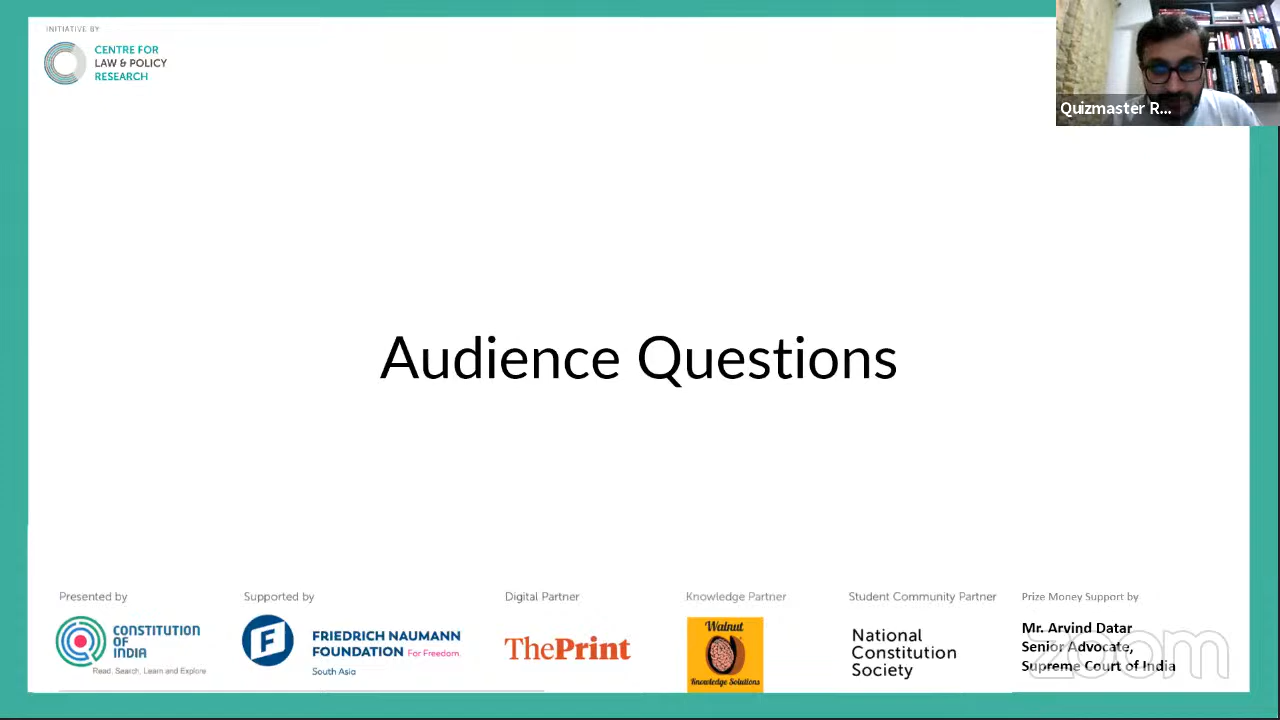 INITIATIVE BY
CENTRE FOR
LAW & POLICY
RESEARCH
Quizmaster R...
Audience Questions
Presented by
CONSTITUTION
OF
INDIA
Read, Search, Learn and Explore
Supported by
F
FRIEDRICH NAUMANN
FOUNDATION For Freedom.
South Asia
Digital Partner
ThePrint
Knowledge Partner
Walnut
Knowledge Solutions
Student Community Partner
National
Constitution
Society
Prize Money Support by
Mr. Arvind Datar
Senior Advocate,
Supreme Court of India
zoom